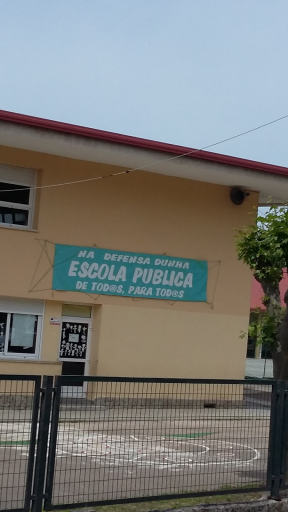 NA DEFENSA DUNHA
ESCOLA PUBLICA
DE TOD@S, PARA TOD@S